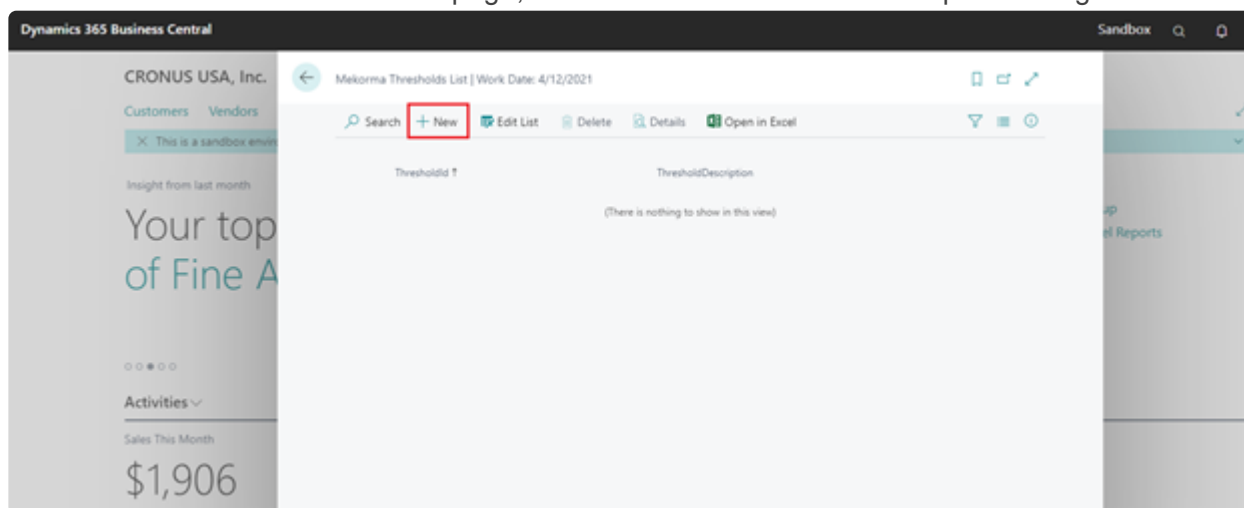 Dynamics 365 Business Central Sandbox
CRONUS USA, Inc.
Mekorma Thresholds List | Work Date: 4/12/2021
Customers Vendors
Search + New Edit List Delete Details Open in Excel
This is a sandbox
ThresholdId ↑ ThresholdDescription
Insight from last month
(There is nothing to show in this view)
Your top
of Fine A
el Reports
Activities
Sales This Month
$1,906